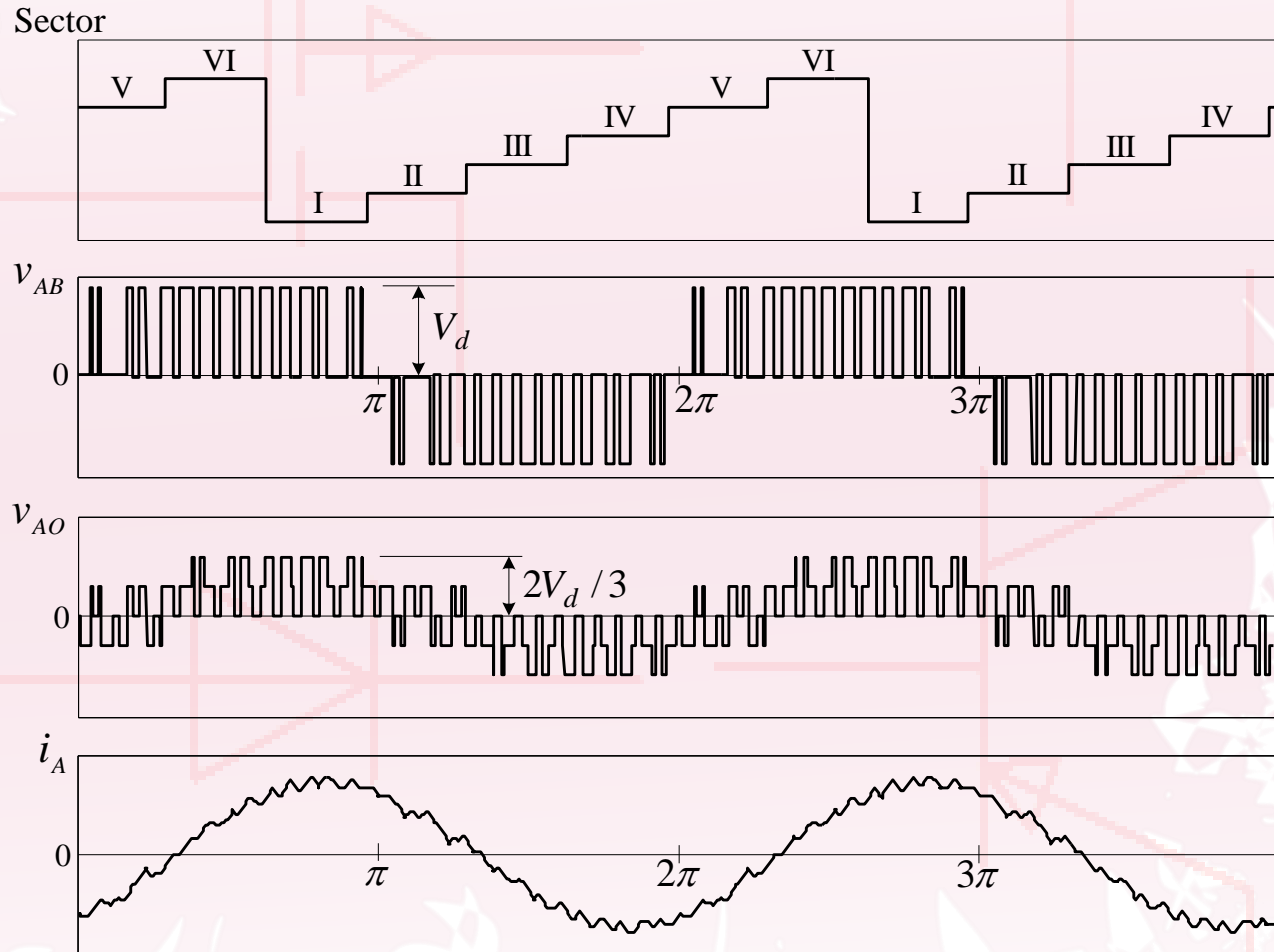 Sector
V VI I II III IV V VI I II III IV
v_AB
V_d
0
π 2π 3π
v_AO
2V_d / 3
0
i_A
0
π 2π 3π